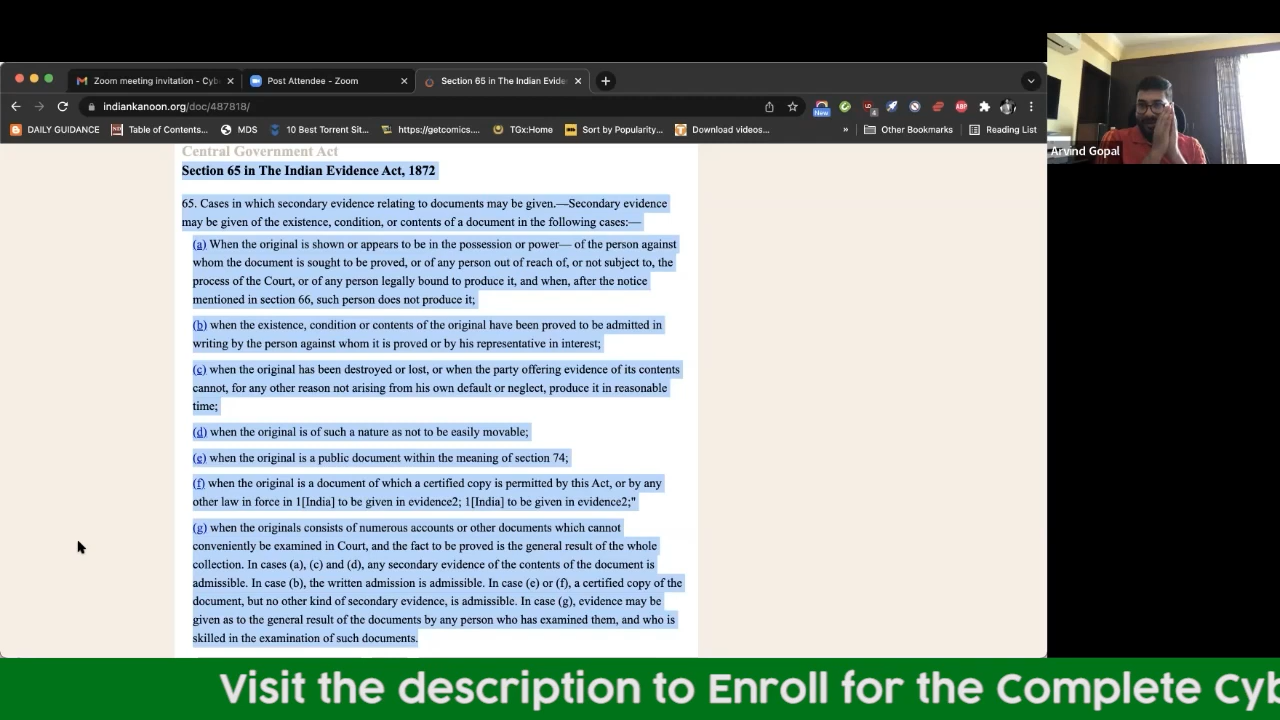 Zoom meeting invitation - Cyb
Post Attendee - Zoom
Section 65 in The Indian Evide
indiankanoon.org/doc/487818/
New
4
ABP
DAILY GUIDANCE
Table of Contents...
MDS
10 Best Torrent Sit...
https://getcomics....
TGx:Home
Sort by Popularity...
Download videos...
»
Other Bookmarks
Reading List
Arvind Gopal
Central Government Act
Section 65 in The Indian Evidence Act, 1872
65. Cases in which secondary evidence relating to documents may be given.—Secondary evidence
may be given of the existence, condition, or contents of a document in the following cases:—
(a) When the original is shown or appears to be in the possession or power— of the person against
whom the document is sought to be proved, or of any person out of reach of, or not subject to, the
process of the Court, or of any person legally bound to produce it, and when, after the notice
mentioned in section 66, such person does not produce it;
(b) when the existence, condition or contents of the original have been proved to be admitted in
writing by the person against whom it is proved or by his representative in interest;
(c) when the original has been destroyed or lost, or when the party offering evidence of its contents
cannot, for any other reason not arising from his own default or neglect, produce it in reasonable
time;
(d) when the original is of such a nature as not to be easily movable;
(e) when the original is a public document within the meaning of section 74;
(f) when the original is a document of which a certified copy is permitted by this Act, or by any
other law in force in 1[India] to be given in evidence2; 1[India] to be given in evidence2;"
(g) when the originals consists of numerous accounts or other documents which cannot
conveniently be examined in Court, and the fact to be proved is the general result of the whole
collection. In cases (a), (c) and (d), any secondary evidence of the contents of the document is
admissible. In case (b), the written admission is admissible. In case (e) or (f), a certified copy of the
document, but no other kind of secondary evidence, is admissible. In case (g), evidence may be
given as to the general result of the documents by any person who has examined them, and who is
skilled in the examination of such documents.
Visit the description to Enroll for the Complete Cyb